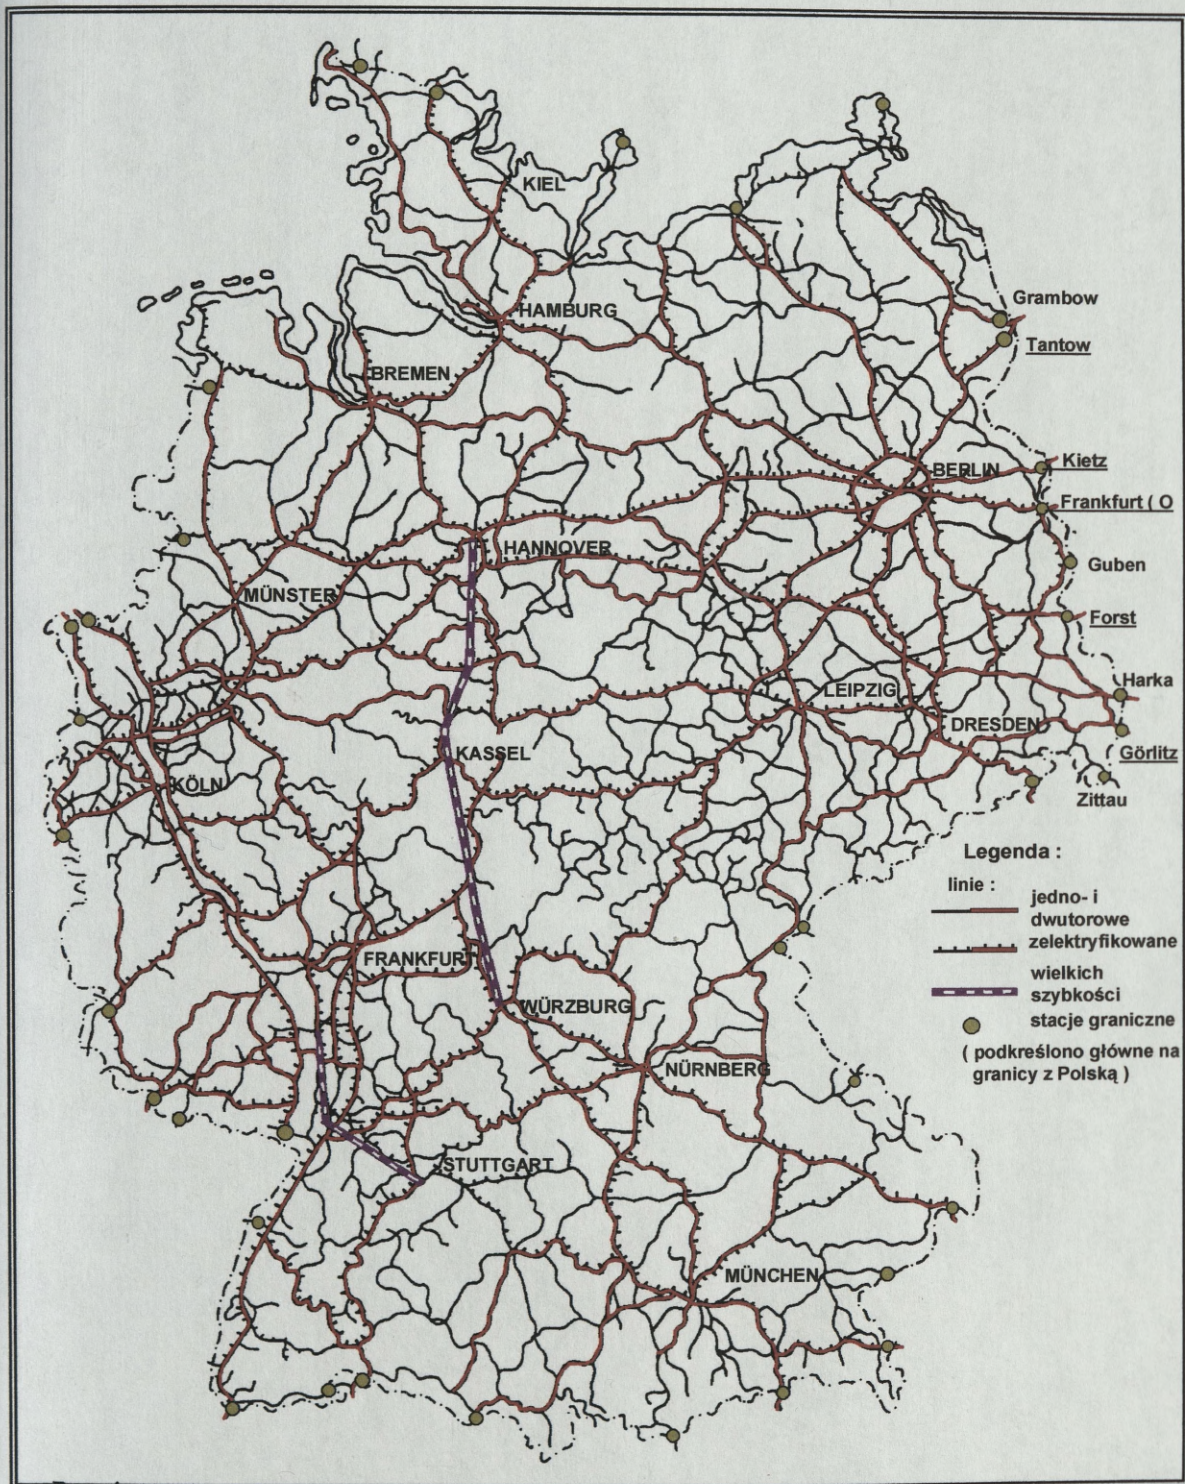 KIEL
Grambow
HAMBURG
Tantow
BREMEN
BERLIN
Kietz
Frankfurt ( O
HANNOVER
Guben
MÜNSTER
Forst
Harka
LEIPZIG
DRESDEN
KASSEL
Görlitz
KÖLN
Zittau
Legenda :
linie :
jedno- i
dwutorowe
zelektryfikowane
FRANKFURT
wielkich
szybkości
WÜRZBURG
stacje graniczne
( podkreślono główne na
granicy z Polską )
NÜRNBERG
STUTTGART
MÜNCHEN